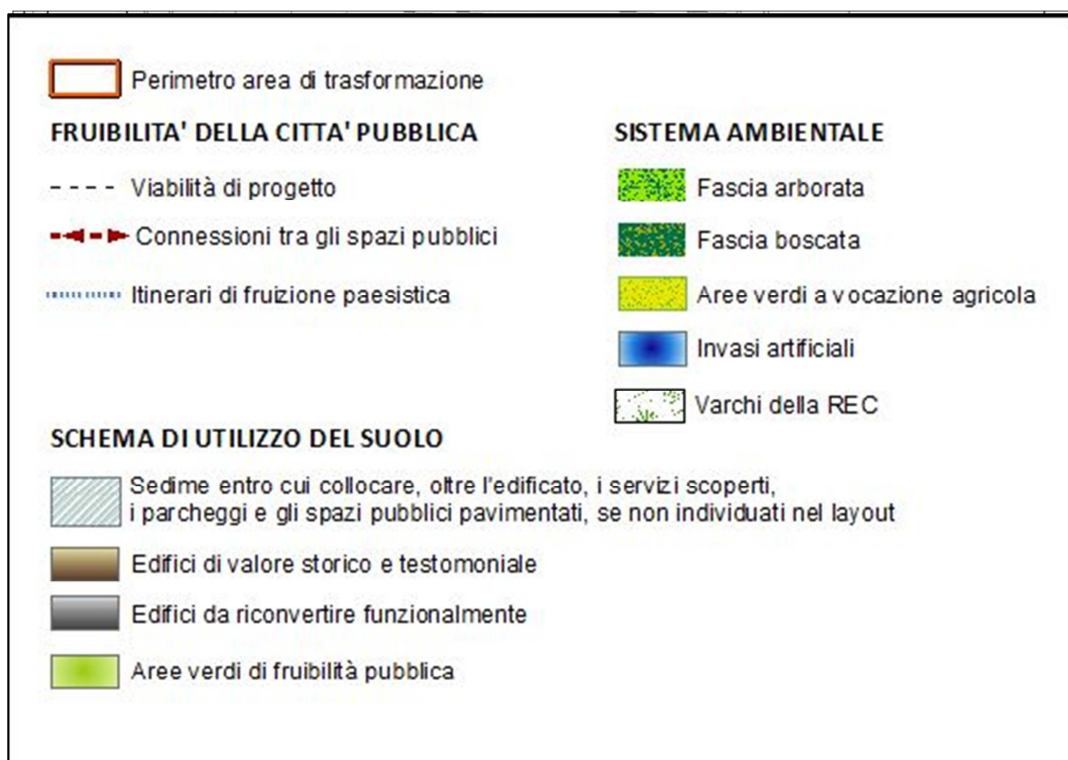 Perimetro area di trasformazione
FRUIBILITA' DELLA CITTA' PUBBLICA
Viabilità di progetto
Connessioni tra gli spazi pubblici
Itinerari di fruizione paesistica
SISTEMA AMBIENTALE
Fascia arborata
Fascia boscata
Aree verdi a vocazione agricola
Invasi artificiali
Varchi della REC
SCHEMA DI UTILIZZO DEL SUOLO
Sedime entro cui collocare, oltre l'edificato, i servizi scoperti,
i parcheggi e gli spazi pubblici pavimentati, se non individuati nel layout
Edifici di valore storico e testomoniale
Edifici da riconvertire funzionalmente
Aree verdi di fruibilità pubblica